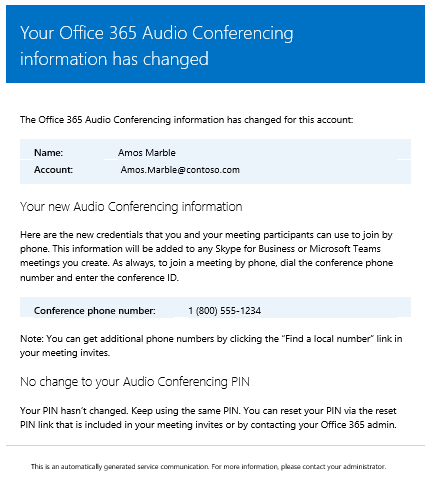 Your Office 365 Audio Conferencing
information has changed
The Office 365 Audio Conferencing information has changed for this account:
Name: Amos Marble
Account: Amos.Marble@contoso.com
Your new Audio Conferencing information
Here are the new credentials that you and your meeting participants can use to join by
phone. This information will be added to any Skype for Business or Microsoft Teams
meetings you create. As always, to join a meeting by phone, dial the conference phone
number and enter the conference ID.
Conference phone number: 1 (800) 555-1234
Note: You can get additional phone numbers by clicking the “Find a local number” link in
your meeting invites.
No change to your Audio Conferencing PIN
Your PIN hasn’t changed. Keep using the same PIN. You can reset your PIN via the reset
PIN link that is included in your meeting invites or by contacting your Office 365 admin.
This is an automatically generated service communication. For more information, please contact your administrator.